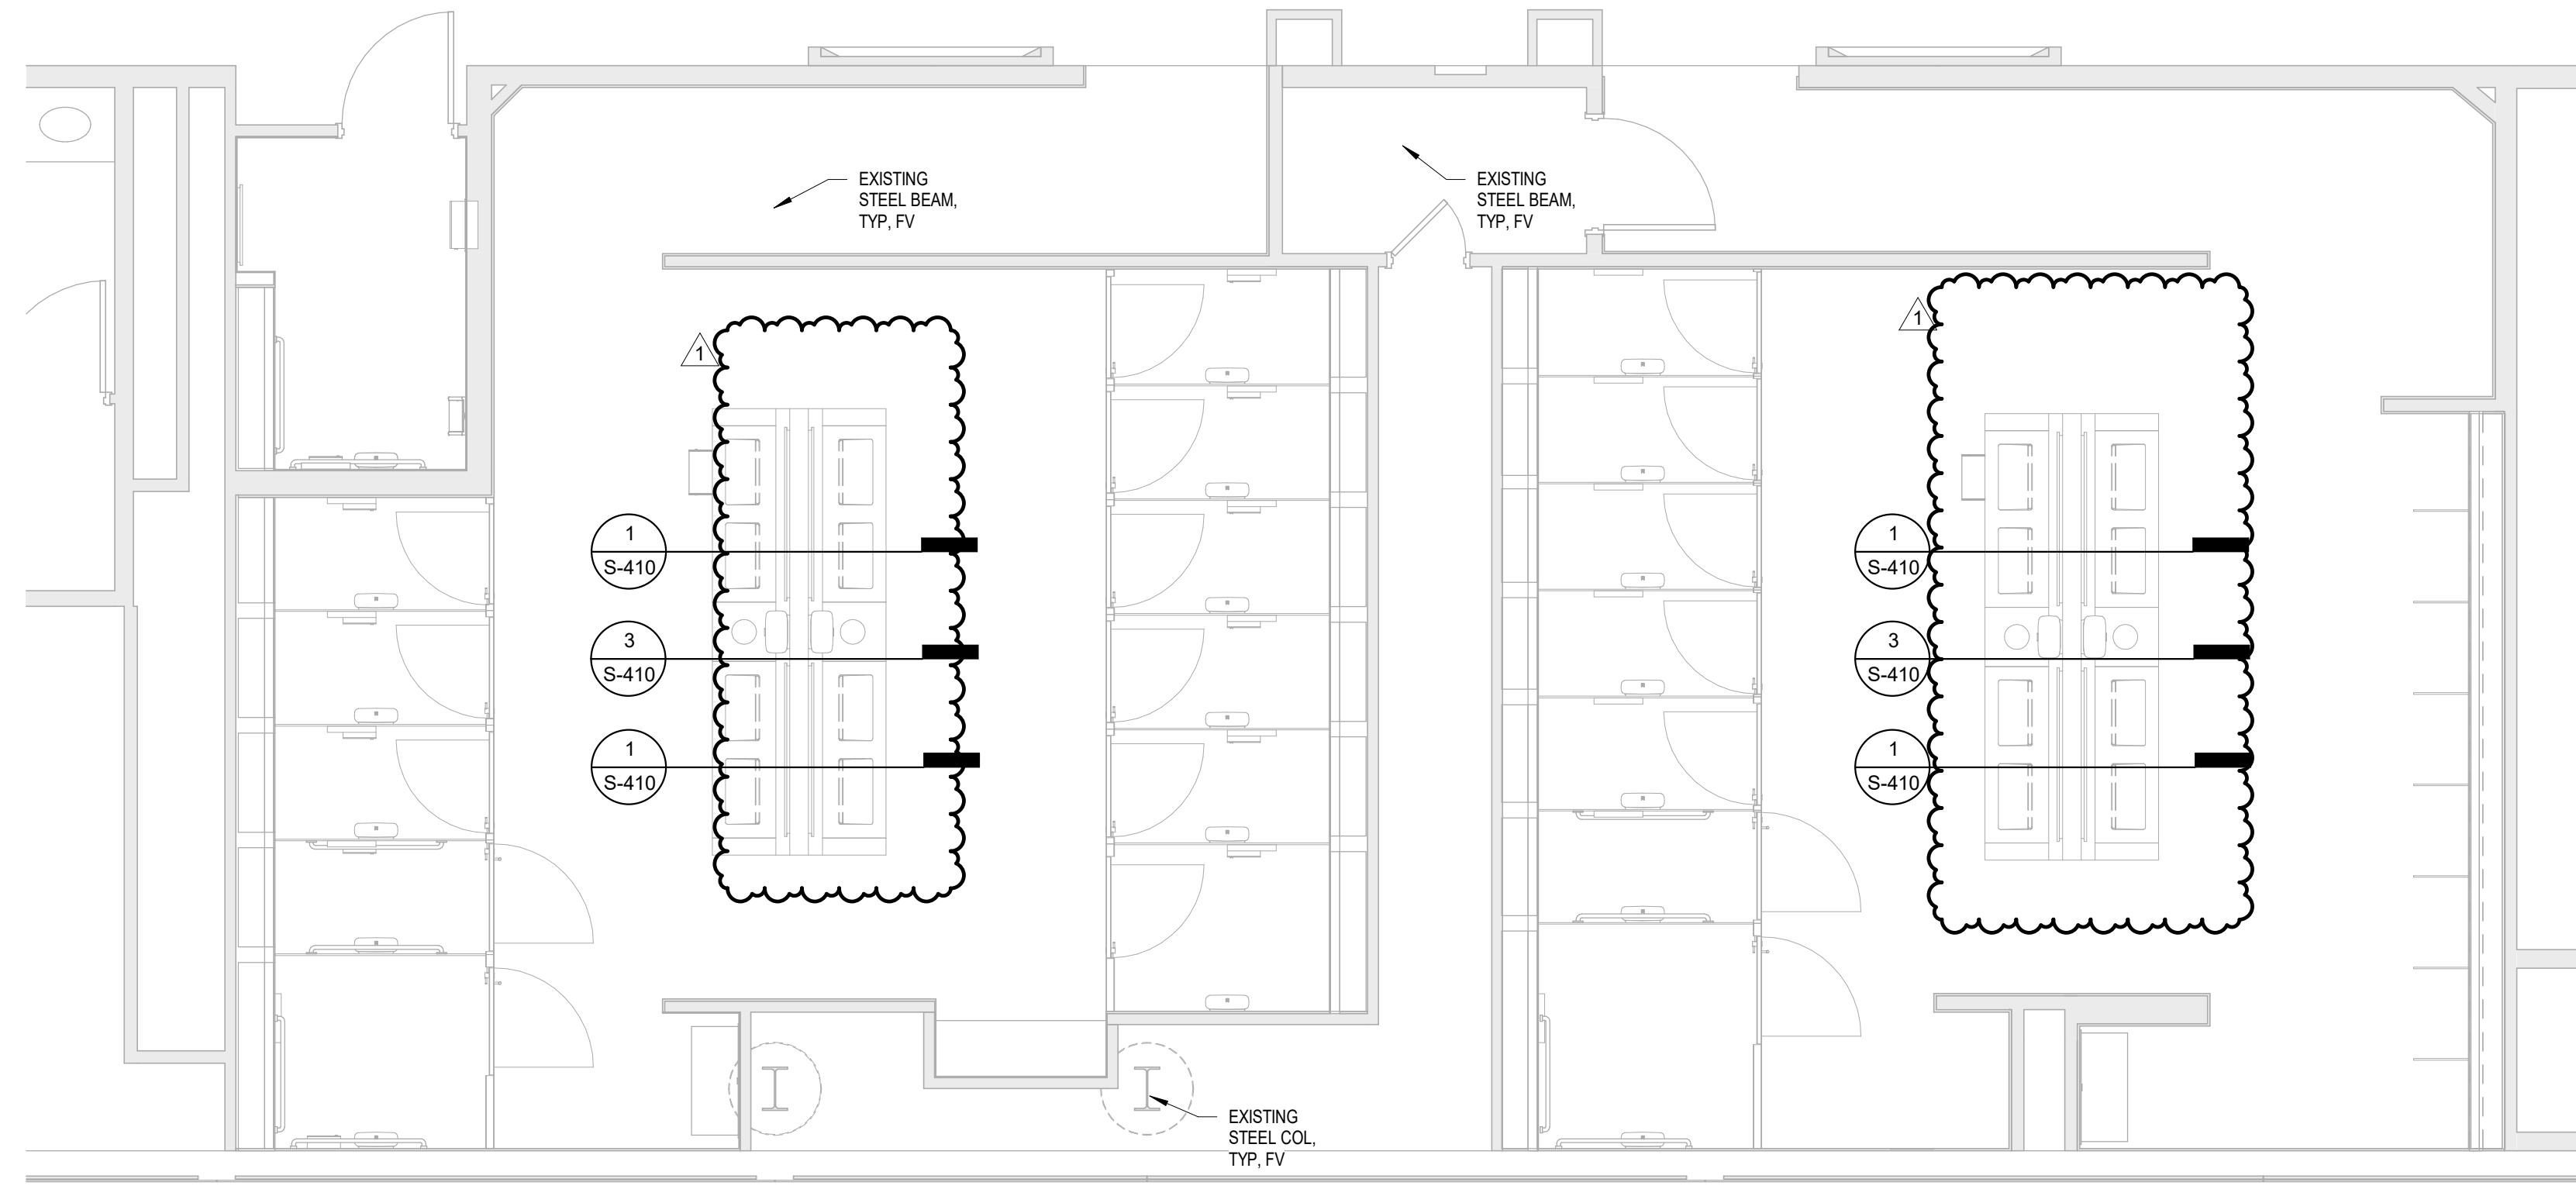 EXISTING
STEEL BEAM,
TYP, FV
EXISTING
STEEL BEAM,
TYP, FV
1
1
1
S-410
3
S-410
1
S-410
1
S-410
3
S-410
1
S-410
EXISTING
STEEL COL,
TYP, FV